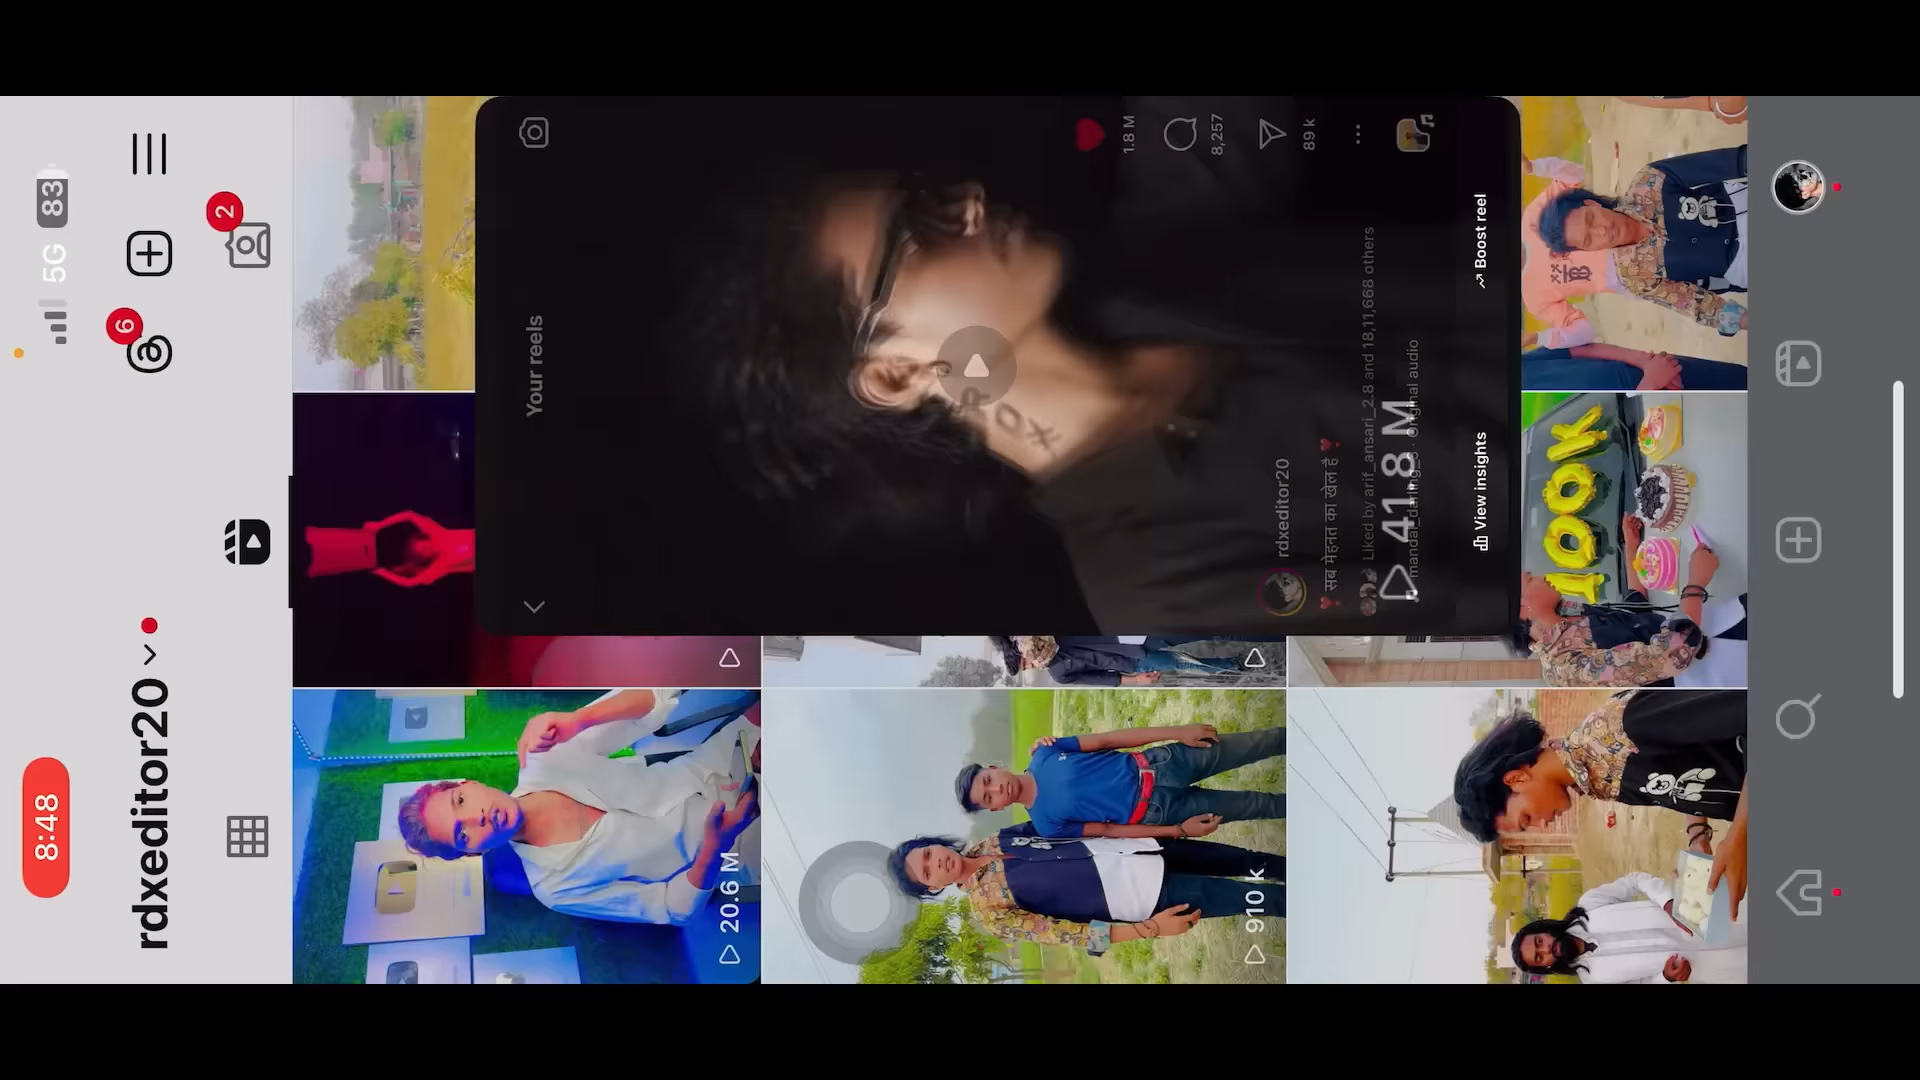 8:48
5G
83
rdxeditor20
6
2
Your reels
1.8 M
8,257
89 k
ROX
rdxeditor20
सब मेहनत का खेल है
Liked by arif_ansari_2.8 and 18,11,668 others
41.8 M
Original audio
View insights
Boost reel
100K
20.6 M
910 k